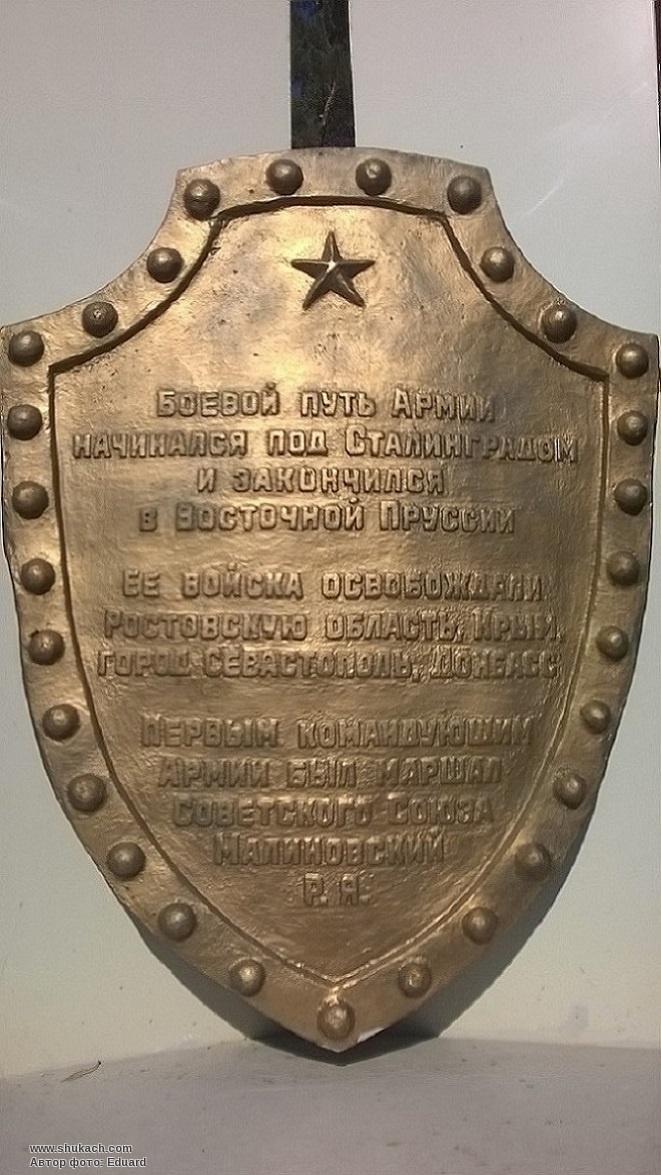 Боевой путь Армии
начинался под Сталинградом
и закончился
в Восточной Пруссии
Ее войска освобождали
Ростовскую область, Крым,
город Севастополь, Донбасс
Первым командующим
Армии был маршал
Советского Союза
Малиновский
Р. Я.
www.shukach.com
Автор фото: Eduard